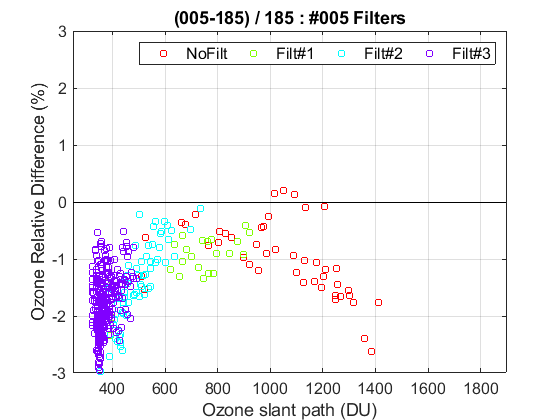 (005-185) / 185 : #005 Filters
NoFilt Filt#1 Filt#2 Filt#3
Ozone Relative Difference (%)
3
2
1
0
-1
-2
-3
400 600 800 1000 1200 1400 1600 1800
Ozone slant path (DU)